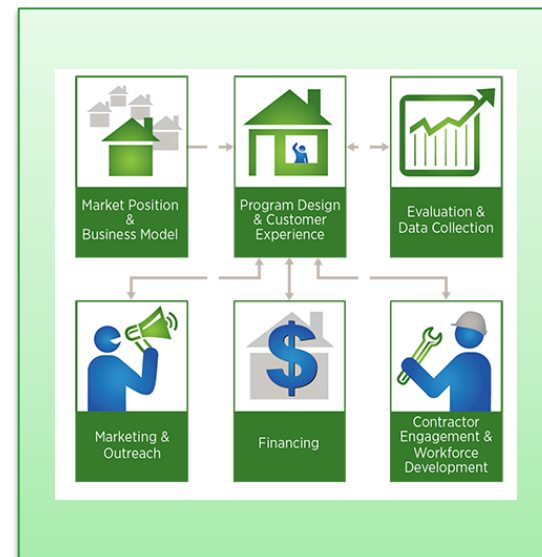 Market Position
&
Business Model
Program Design
& Customer
Experience
Evaluation &
Data Collection
Marketing &
Outreach
$
Financing
Contractor
Engagement &
Workforce
Development